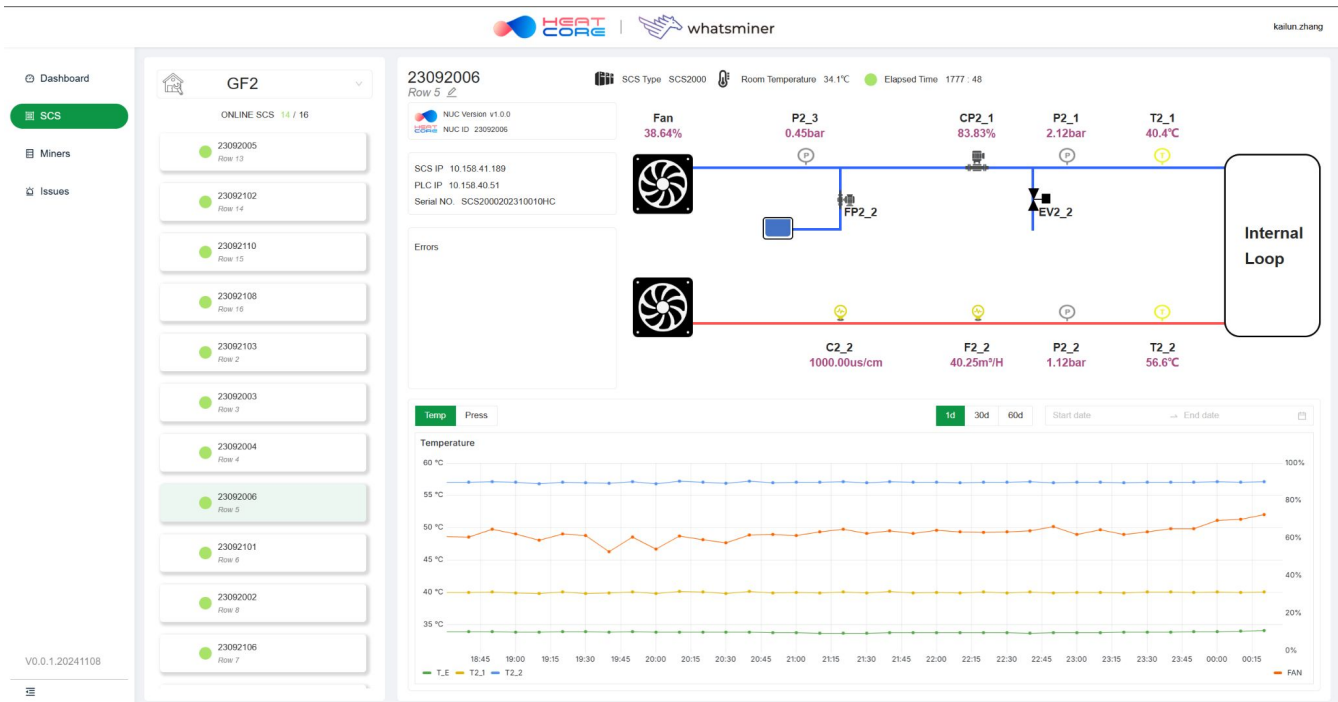 HEAT CORE | whatsminer
kailun.zhang
Dashboard
SCS
Miners
Issues
V0.0.1.20241108
GF2
ONLINE SCS 14 / 16
23092005
Row 13
23092102
Row 14
23092110
Row 15
23092108
Row 16
23092103
Row 2
23092003
Row 3
23092004
Row 4
23092006
Row 5
23092101
Row 6
23092002
Row 8
23092106
Row 7
23092006
Row 5
SCS Type SCS2000 Room Temperature 34.1°C Elapsed Time 1777 : 48
HEAT CORE
NUC Version v1.0.0
NUC ID 23092006
SCS IP 10.158.41.189
PLC IP 10.158.40.51
Serial NO. SCS2000202310010HC
Errors
Fan P2_3 CP2_1 P2_1 T2_1
38.64% 0.45bar 83.83% 2.12bar 40.4°C
P P T
FP2_2 EV2_2
Internal
Loop
P T
C2_2 F2_2 P2_2 T2_2
1000.00us/cm 40.25m³/H 1.12bar 56.6°C
Temp Press 1d 30d 60d Start date → End date
Temperature
60 °C 100%
55 °C 80%
50 °C 60%
45 °C 40%
40 °C 20%
35 °C 0%
18:45 19:00 19:15 19:30 19:45 20:00 20:15 20:30 20:45 21:00 21:15 21:30 21:45 22:00 22:15 22:30 22:45 23:00 23:15 23:30 23:45 00:00 00:15
T_E T2_1 T2_2 FAN